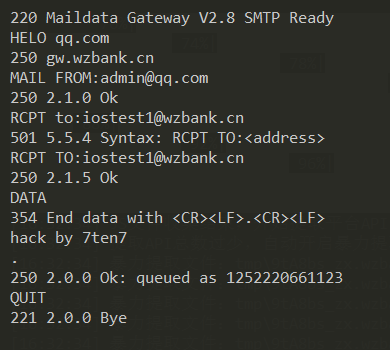 220 Maildata Gateway V2.8 SMTP Ready
HELO qq.com
250 gw.wzbank.cn
MAIL FROM:admin@qq.com
250 2.1.0 Ok
RCPT to:iostest1@wzbank.cn
501 5.5.4 Syntax: RCPT TO:<address>
RCPT TO:iostest1@wzbank.cn
250 2.1.5 Ok
DATA
354 End data with <CR><LF>.<CR><LF>
hack by 7ten7
.
250 2.0.0 Ok: queued as 1252220661123
QUIT
221 2.0.0 Bye